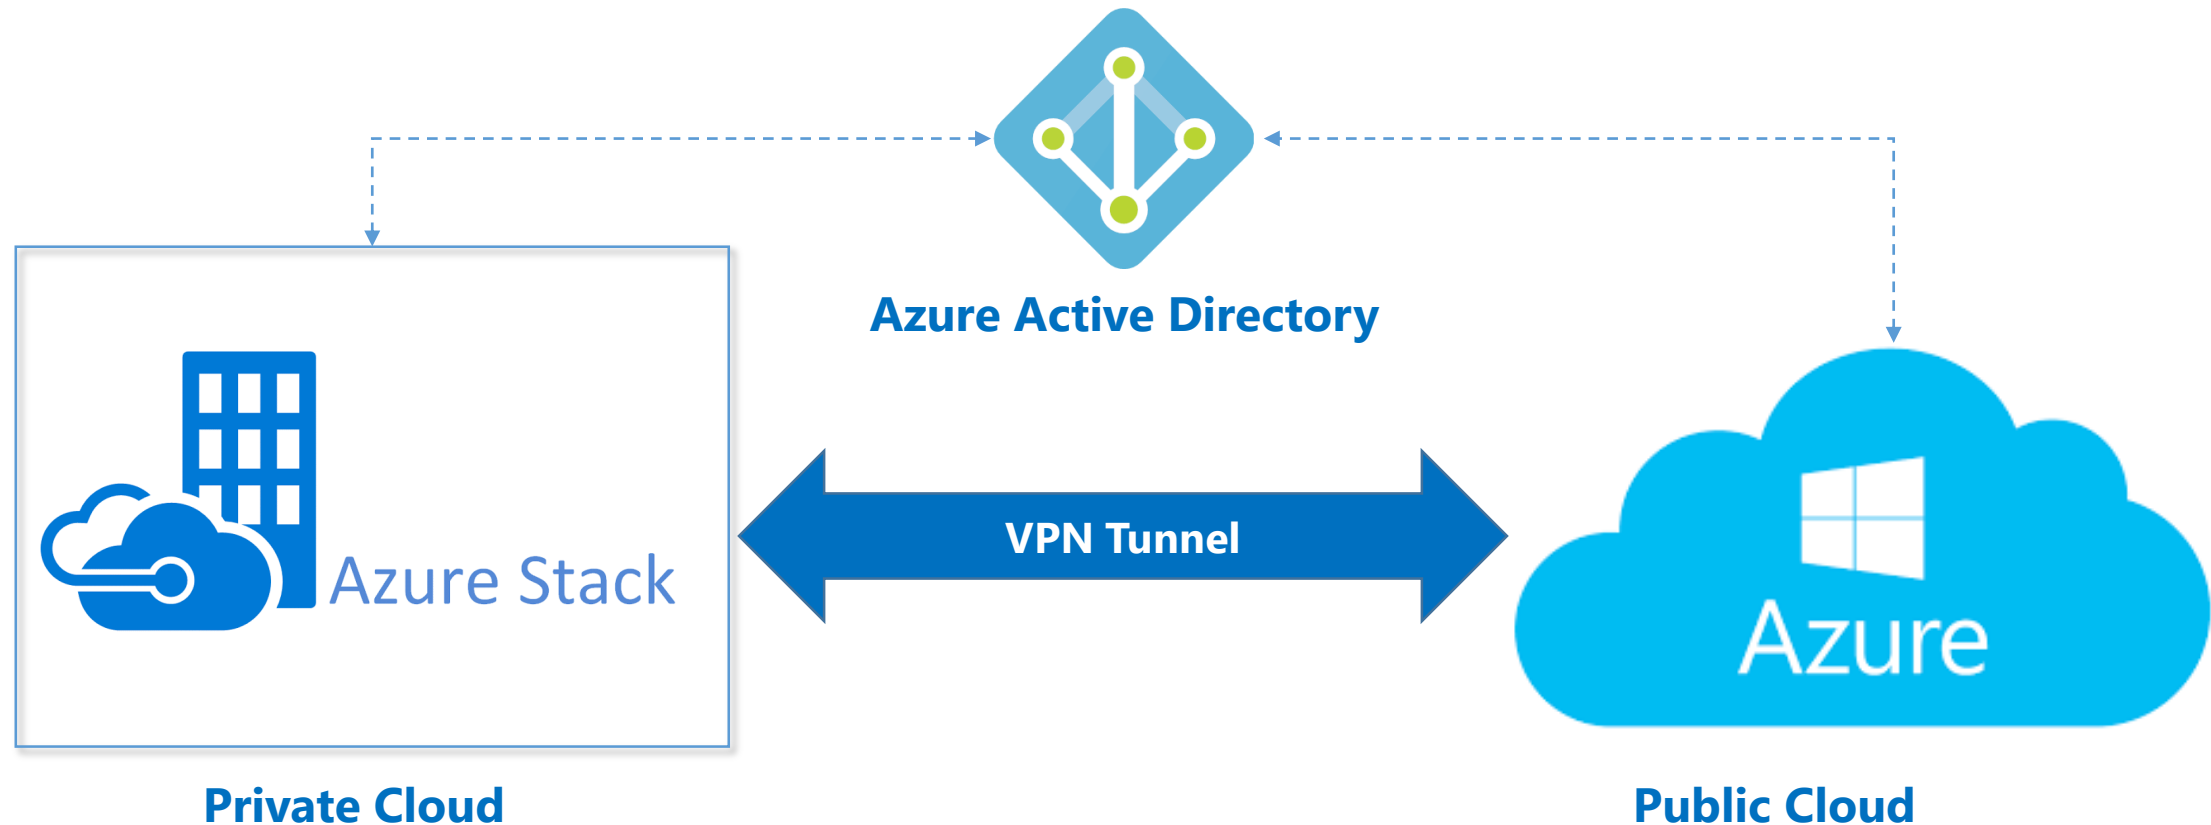 Azure Active Directory
VPN Tunnel
Azure Stack
Azure
Private Cloud
Public Cloud